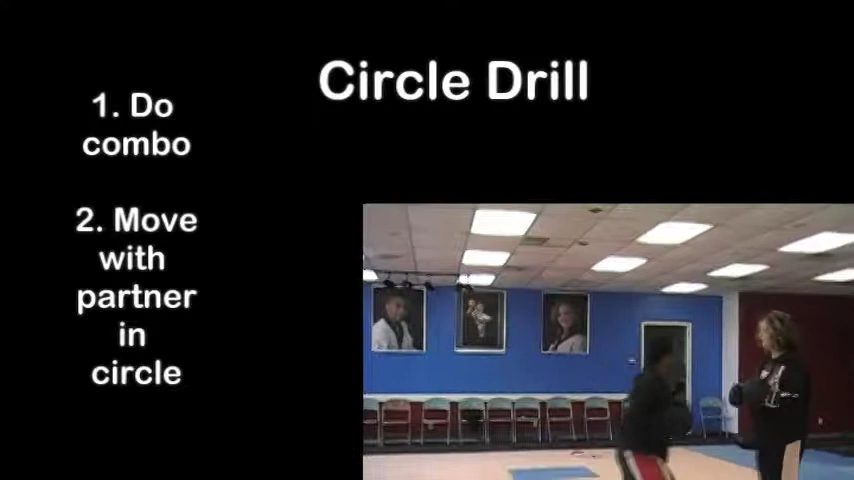 Circle Drill
1. Do
combo
2. Move
with
partner
in
circle